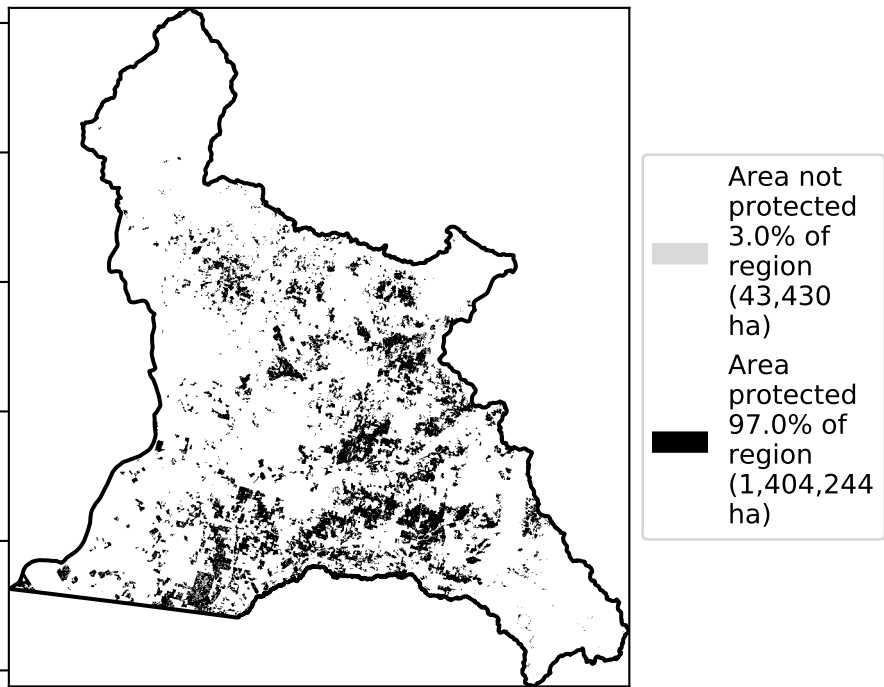 Area not
protected
3.0% of
region
(43,430
ha)
Area
protected
97.0% of
region
(1,404,244
ha)